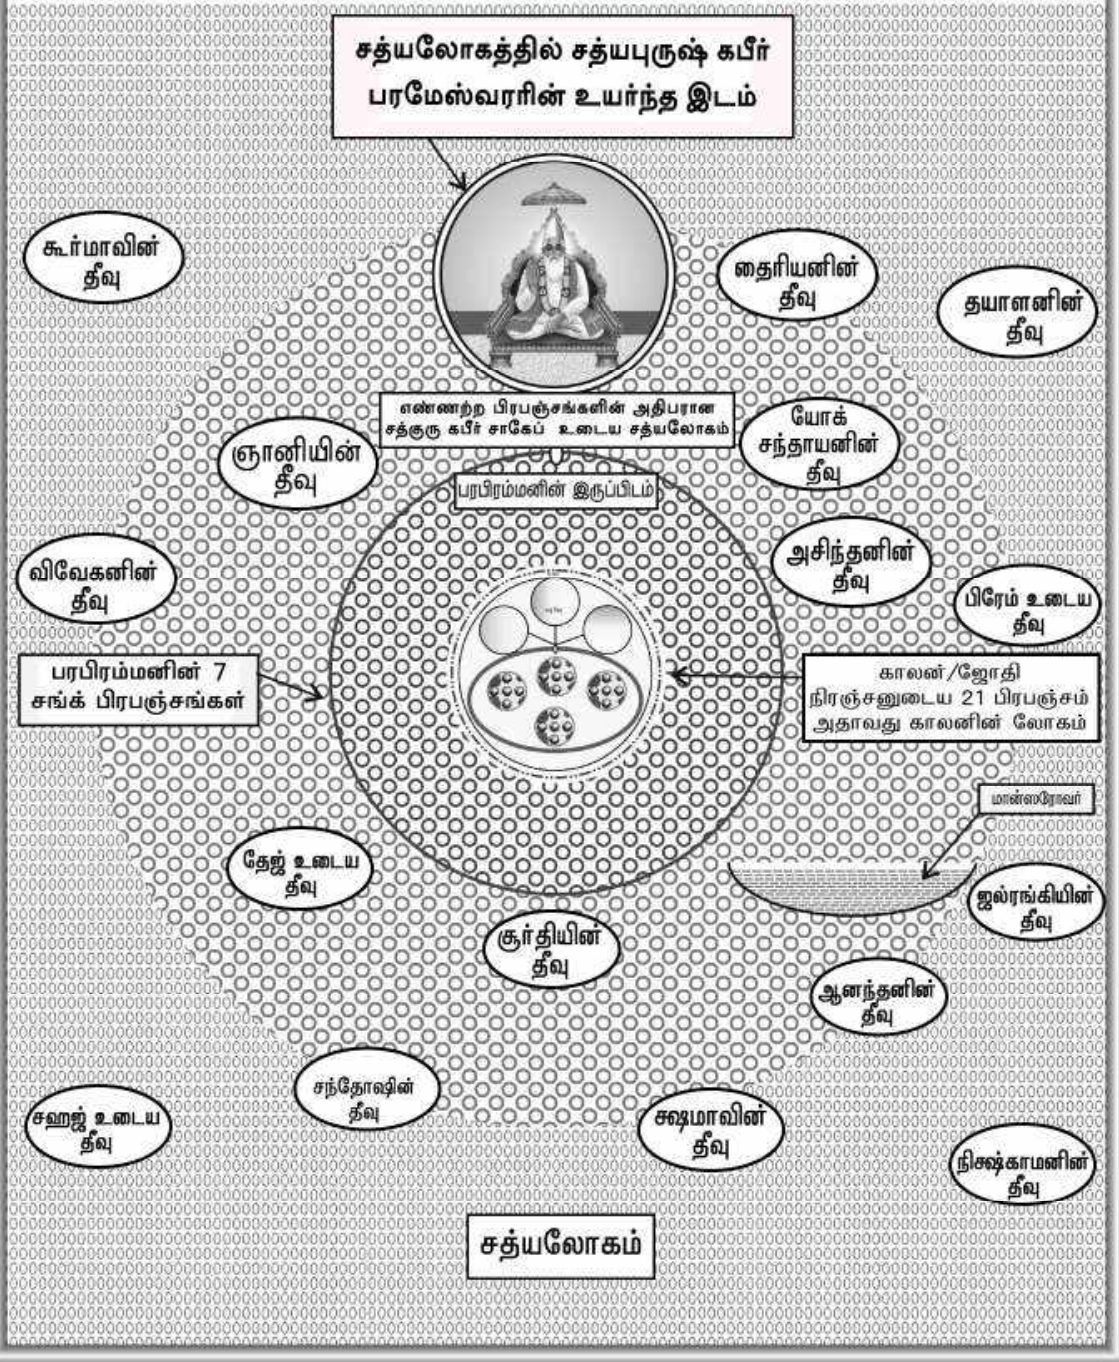 சத்யலோகத்தில் சத்யபுருஷ் கபீர்
பரமேஸ்வரரின் உயர்ந்த இடம்
கூர்மாவின்
தீவு
தைரியனின்
தீவு
தயாளனின்
தீவு
எண்ணற்ற பிரபஞ்சங்களின் அதிபரான
சத்குரு கபீர் சாகேப் உடைய சத்யலோகம்
யோக்
சந்தாயனின்
தீவு
ஞானியின்
தீவு
பரபிரம்மனின் இருப்பிடம்
அசிந்தனின்
தீவு
விவேகனின்
தீவு
பிரேம் உடைய
தீவு
பரபிரம்மனின் 7
சங்க் பிரபஞ்சங்கள்
காலன்/ஜோதி
நிரஞ்சனுடைய 21 பிரபஞ்சம்
அதாவது காலனின் லோகம்
மான்ஸரோவர்
தேஜ் உடைய
தீவு
ஜல்ரங்கியின்
தீவு
சூர்தியின்
தீவு
ஆனந்தனின்
தீவு
சந்தோஷின்
தீவு
சஹஜ் உடைய
தீவு
க்ஷமாவின்
தீவு
நிக்ஷ்காமனின்
தீவு
சத்யலோகம்